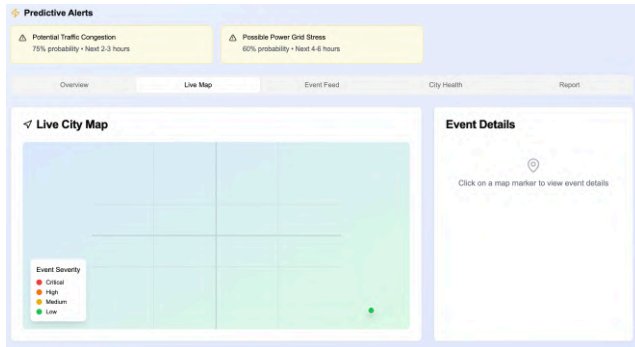 Predictive Alerts
Potential Traffic Congestion
75% probability • Next 2-3 hours
Possible Power Grid Stress
60% probability • Next 4-6 hours
Overview
Live Map
Event Feed
City Health
Report
Live City Map
Event Severity
Critical
High
Medium
Low
Event Details
Click on a map marker to view event details